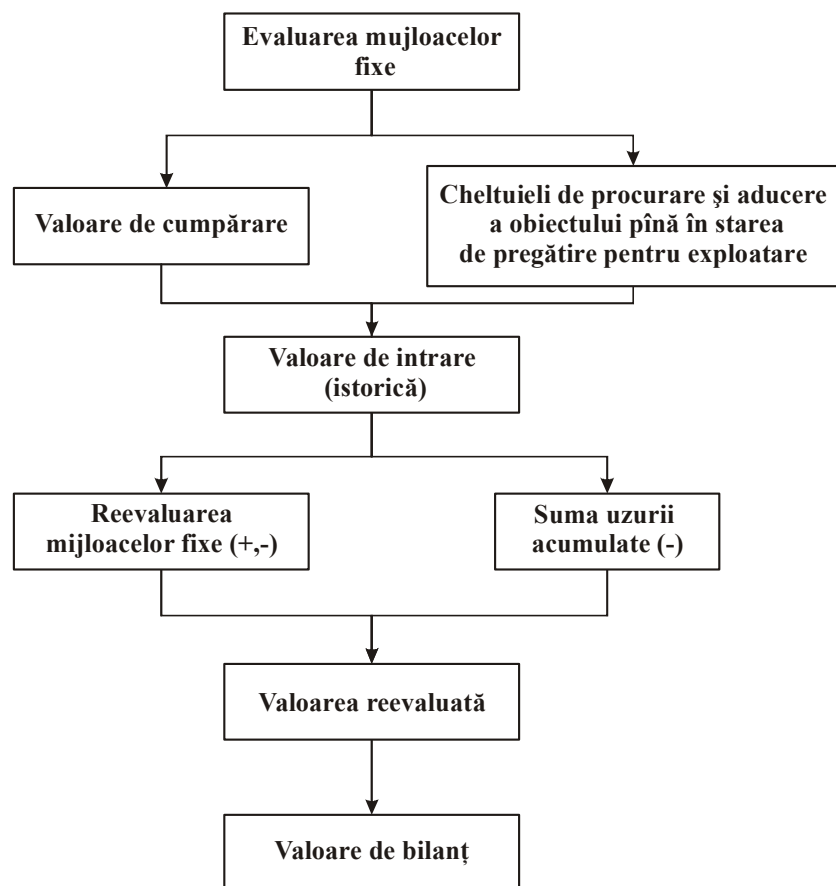 Evaluarea mujloacelor
fixe
Valoare de cumpărare
Cheltuieli de procurare şi aducere
a obiectului pînă în starea
de pregătire pentru exploatare
Valoare de intrare
(istorică)
Reevaluarea
mijloacelor fixe (+,-)
Suma uzurii
acumulate (-)
Valoarea reevaluată
Valoare de bilanț